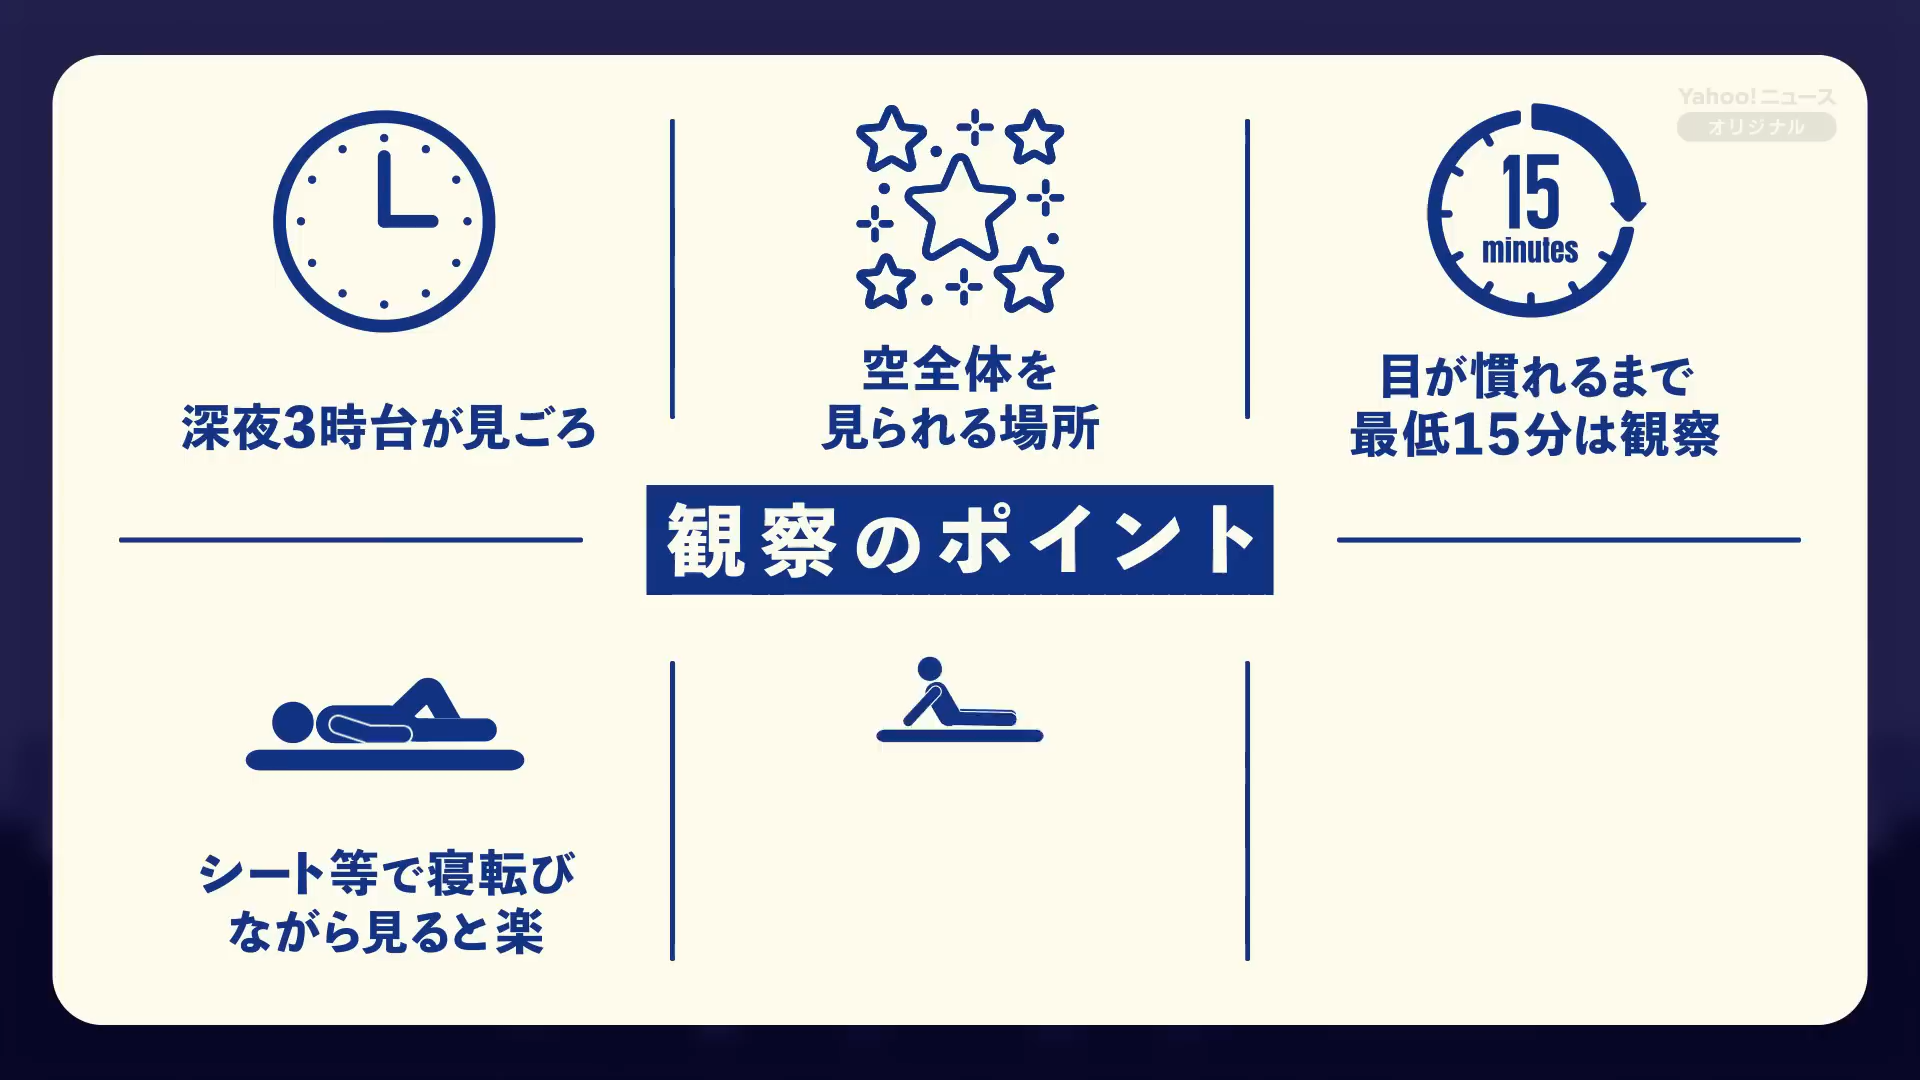 Yahoo!ニュース
オリジナル
15
minutes
深夜3時台が見ごろ
空全体を
見られる場所
目が慣れるまで
最低15分は観察
観察のポイント
シート等で寝転び
ながら見ると楽